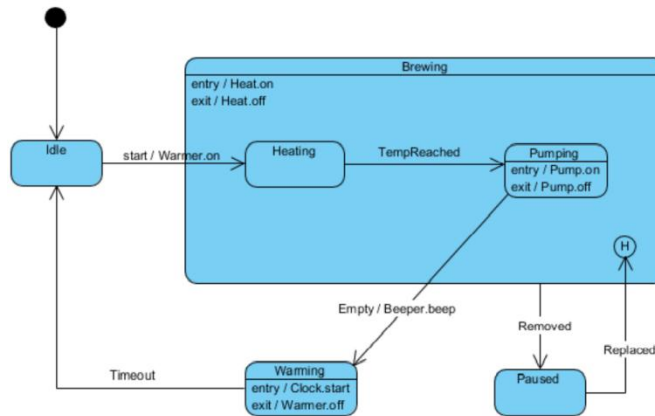 Brewing
entry / Heat.on
exit / Heat.off
Idle
start / Warmer.on
Heating
TempReached
Pumping
entry / Pump.on
exit / Pump.off
H
Empty / Beeper.beep
Removed
Replaced
Timeout
Warming
entry / Clock.start
exit / Warmer.off
Paused